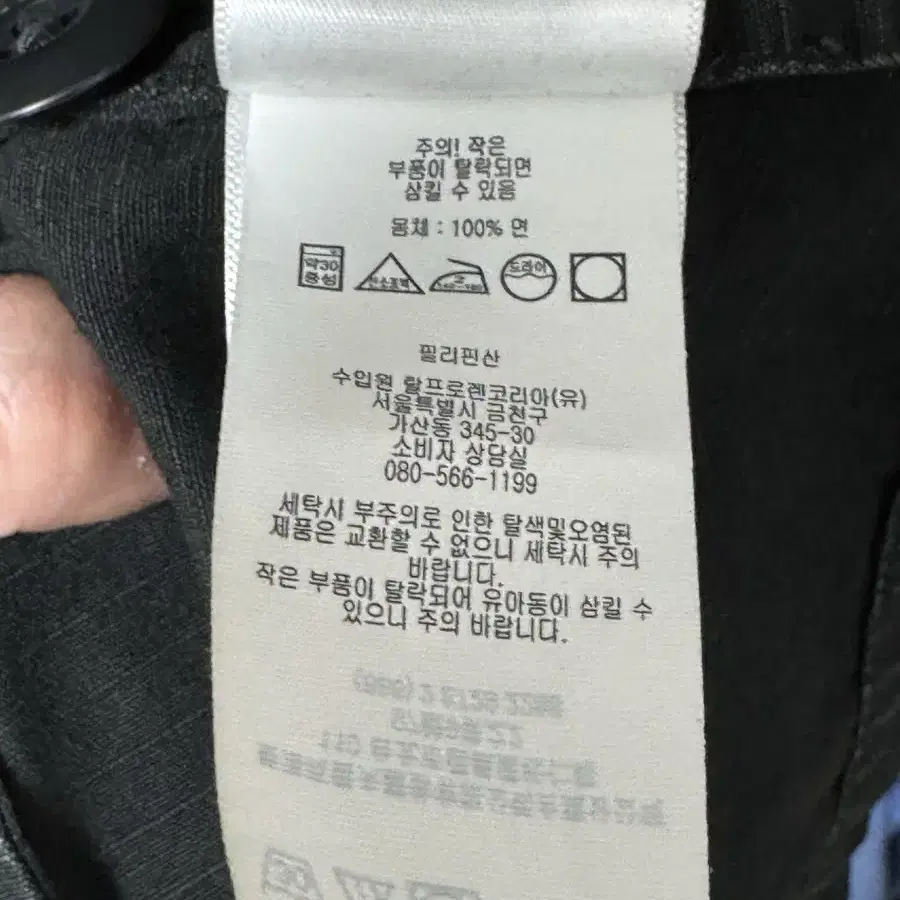 주의! 작은
부품이 탈락되면
삼킬 수 있음
몸체 : 100% 면
약30
중성
드라이
필리핀산
수입원 랄프로렌코리아(유)
서울특별시 금천구
가산동 345-30
소비자 상담실
080-566-1199
세탁시 부주의로 인한 탈색및오염된
제품은 교환할 수 없으니 세탁시 주의
바랍니다.
작은 부품이 탈락되어 유아동이 삼킬 수
있으니 주의 바랍니다.